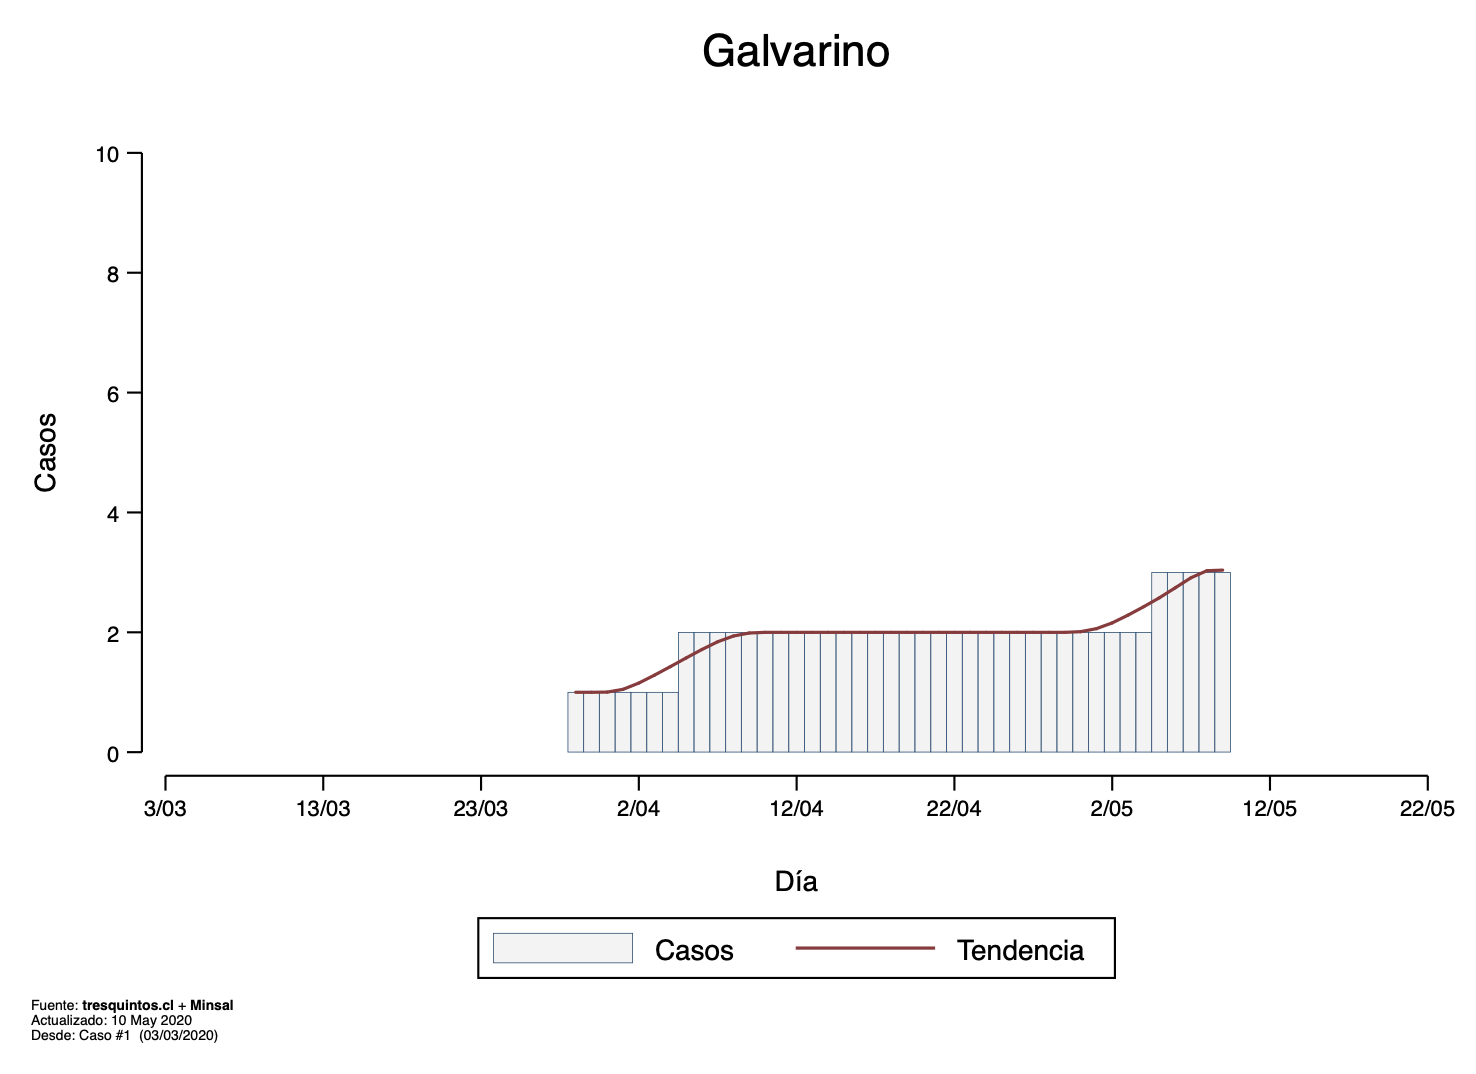 Galvarino
10
8
6
4
2
0
Casos
3/03 13/03 23/03 2/04 12/04 22/04 2/05 12/05 22/05
Día
Casos Tendencia
Fuente: tresquintos.cl + Minsal
Actualizado: 10 May 2020
Desde: Caso #1 (03/03/2020)